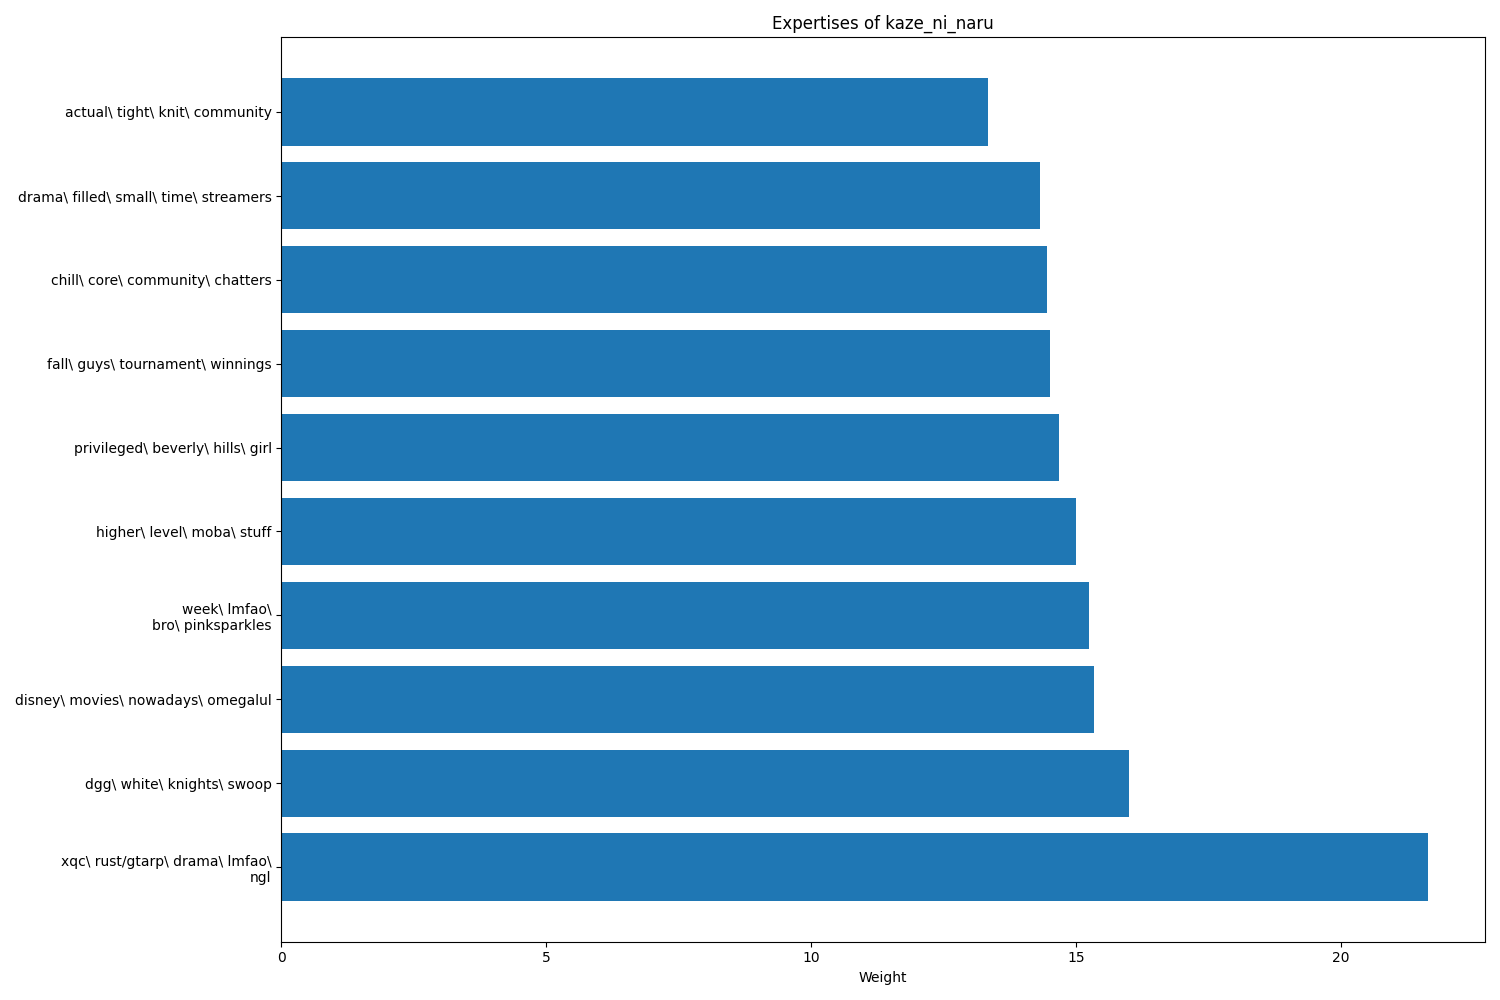 Expertises of kaze_ni_naru
actual\ tight\ knit\ community
drama\ filled\ small\ time\ streamers
chill\ core\ community\ chatters
fall\ guys\ tournament\ winnings
privileged\ beverly\ hills\ girl
higher\ level\ moba\ stuff
week\ lmfao\
bro\ pinksparkles
disney\ movies\ nowadays\ omegalul
dgg\ white\ knights\ swoop
xqc\ rust/gtarp\ drama\ lmfao\
ngl
0 5 10 15 20
Weight